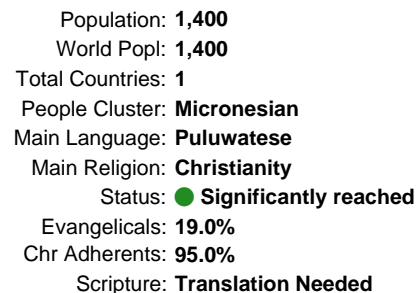 Population: 1,400
World Popl: 1,400
Total Countries: 1
People Cluster: Micronesian
Main Language: Puluwatese
Main Religion: Christianity
Status: Significantly reached
Evangelicals: 19.0%
Chr Adherents: 95.0%
Scripture: Translation Needed